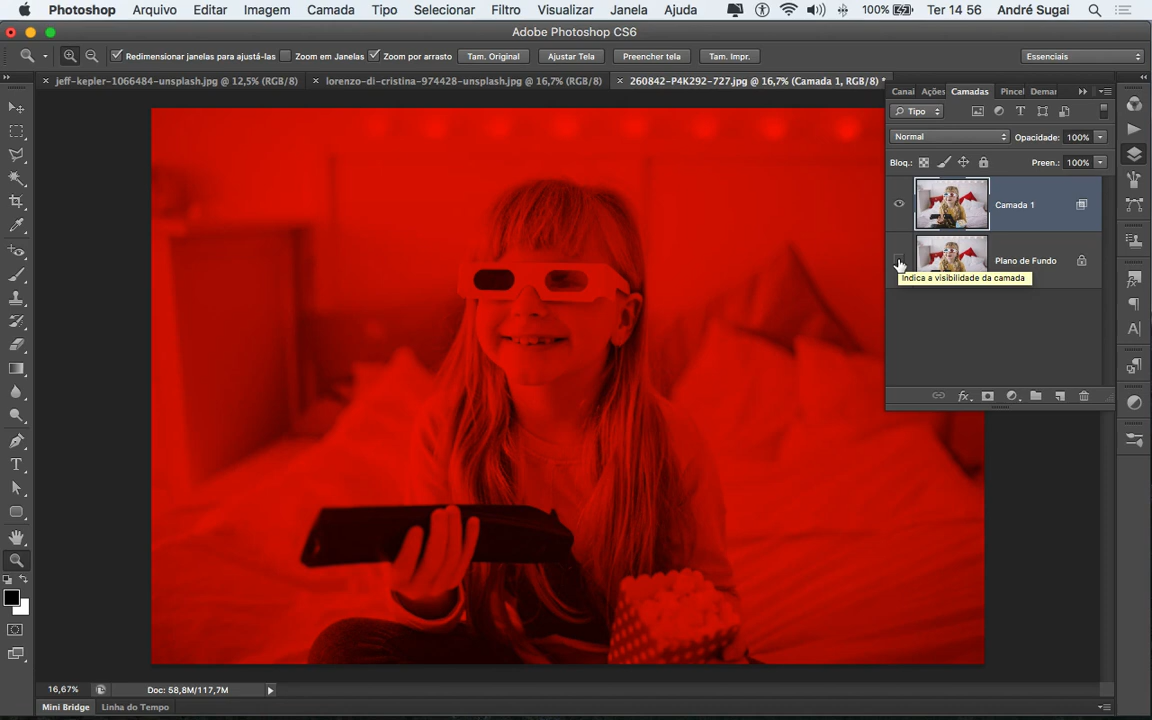 Photoshop Arquivo Editar Imagem Camada Tipo Selecionar Filtro Visualizar Janela Ajuda 100% Ter 14 56 André Sugai
Adobe Photoshop CS6
Redimensionar janelas para ajustá-las Zoom em Janelas Zoom por arrasto Tam. Original Ajustar Tela Preencher tela Tam. Impr. Essenciais
jeff-kepler-1066484-unsplash.jpg @ 12,5% (RGB/8) lorenzo-di-cristina-974428-unsplash.jpg @ 16,7% (RGB/8) 260842-P4K292-727.jpg @ 16,7% (Camada 1, RGB/8) *
Canai Ações Camadas Pincel Demar
Tipo
Normal Opacidade: 100%
Bloq.: Preen.: 100%
Camada 1
Plano de Fundo
Indica a visibilidade da camada
fx
T
A
16,67% Doc: 58,8M/117,7M
Mini Bridge Linha do Tempo